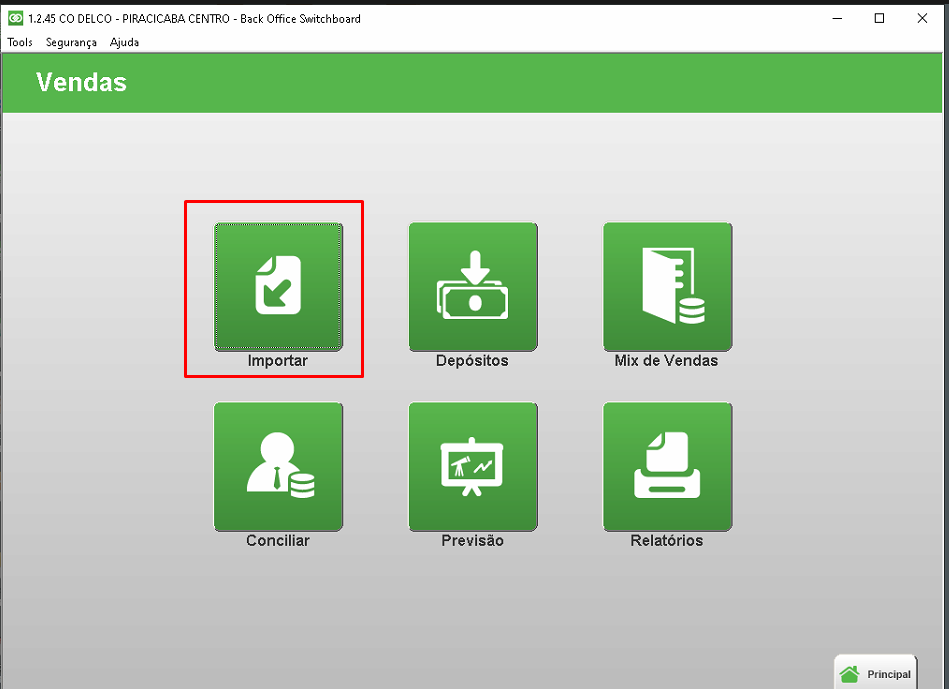 1.2.45 CO DELCO - PIRACICABA CENTRO - Back Office Switchboard
Tools Segurança Ajuda
Vendas
Importar Depósitos Mix de Vendas
Conciliar Previsão Relatórios
Principal